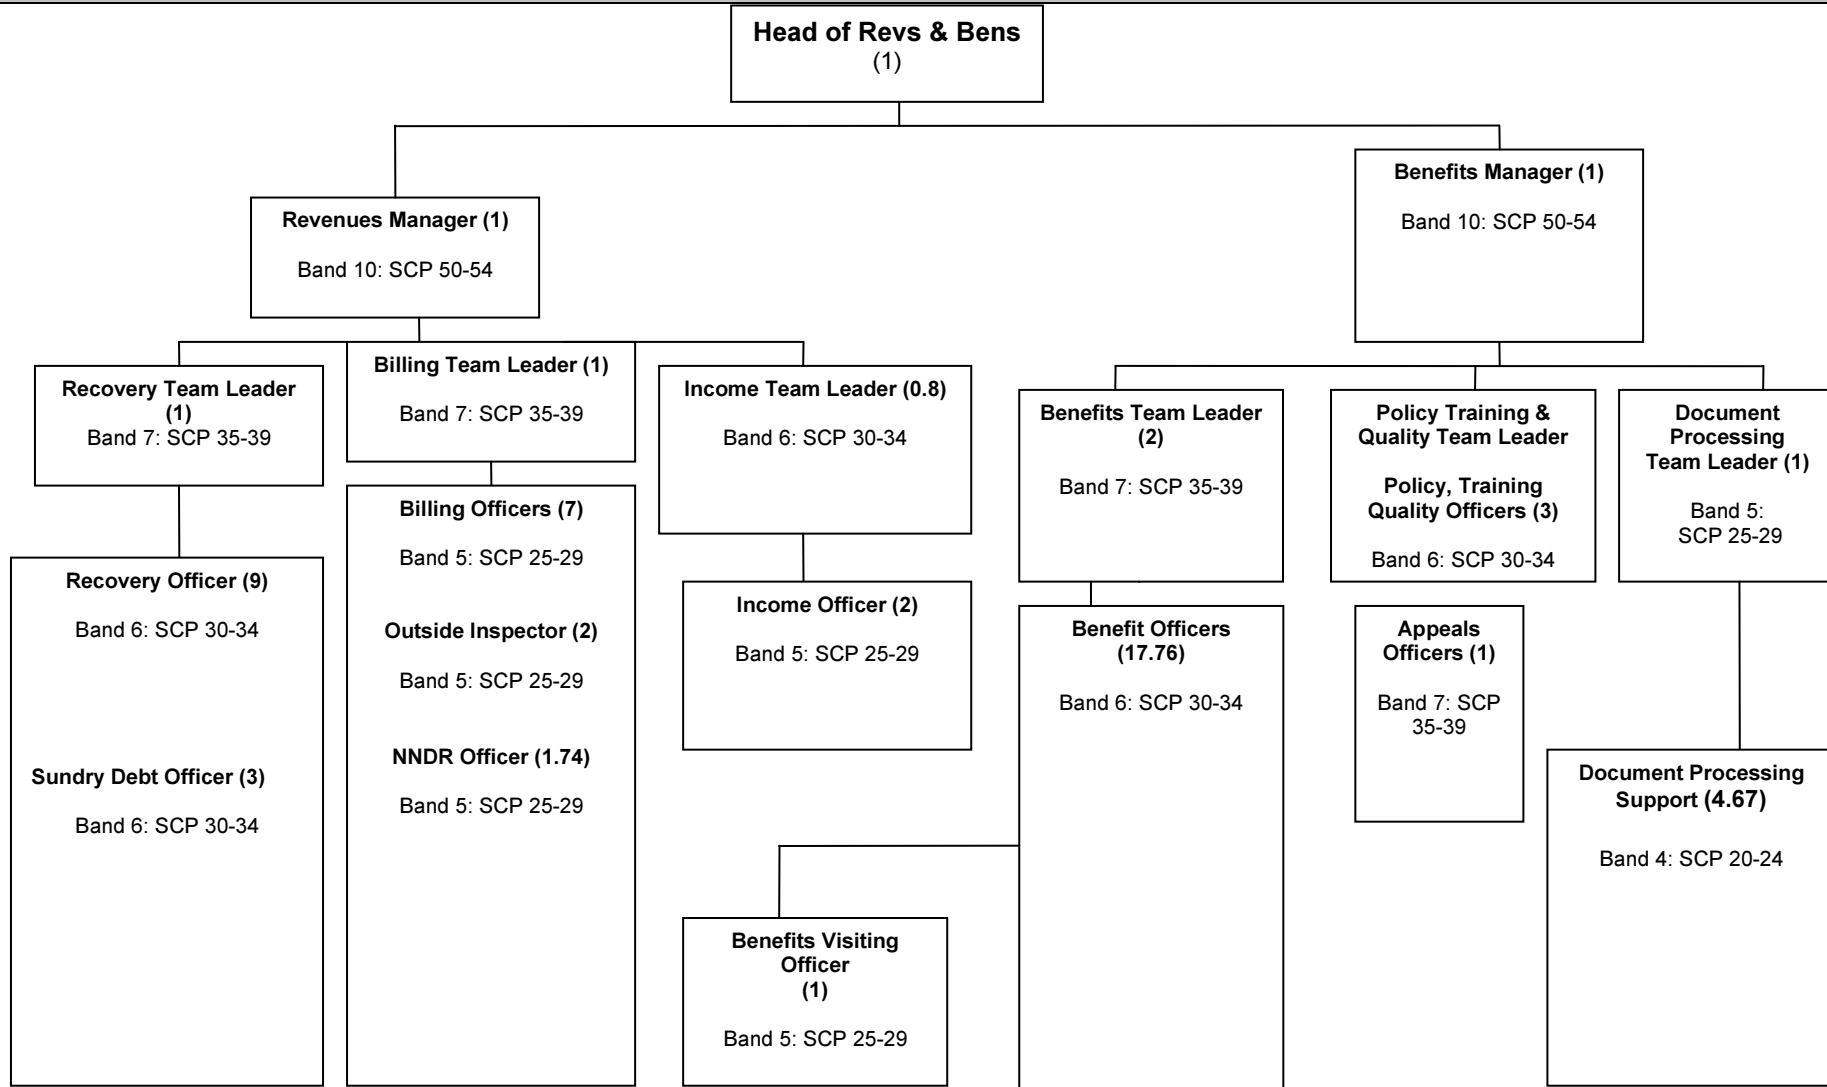 Head of Revs & Bens
(1)
Benefits Manager (1)
Band 10: SCP 50-54
Revenues Manager (1)
Band 10: SCP 50-54
Recovery Team Leader
(1)
Band 7: SCP 35-39
Billing Team Leader (1)
Band 7: SCP 35-39
Income Team Leader (0.8)
Band 6: SCP 30-34
Benefits Team Leader
(2)
Band 7: SCP 35-39
Policy Training &
Quality Team Leader
Policy, Training
Quality Officers (3)
Band 6: SCP 30-34
Document
Processing
Team Leader (1)
Band 5:
SCP 25-29
Recovery Officer (9)
Band 6: SCP 30-34
Sundry Debt Officer (3)
Band 6: SCP 30-34
Billing Officers (7)
Band 5: SCP 25-29
Outside Inspector (2)
Band 5: SCP 25-29
NNDR Officer (1.74)
Band 5: SCP 25-29
Income Officer (2)
Band 5: SCP 25-29
Benefit Officers
(17.76)
Band 6: SCP 30-34
Appeals
Officers (1)
Band 7: SCP
35-39
Document Processing
Support (4.67)
Band 4: SCP 20-24
Benefits Visiting
Officer
(1)
Band 5: SCP 25-29